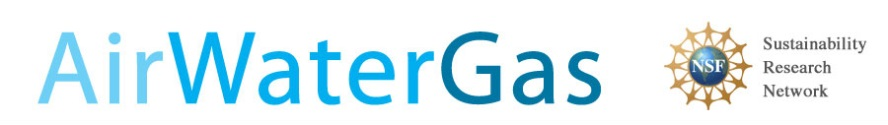 AirWaterGas
NSF
Sustainability
Research
Network